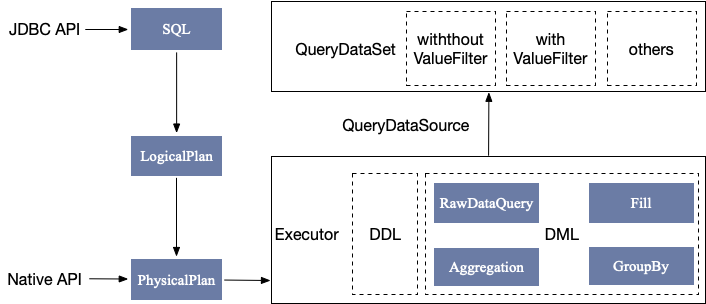 JDBC API
SQL
QueryDataSet
withthout
ValueFilter
with
ValueFilter
others
QueryDataSource
LogicalPlan
Executor
DDL
RawDataQuery
Fill
DML
Aggregation
GroupBy
Native API
PhysicalPlan